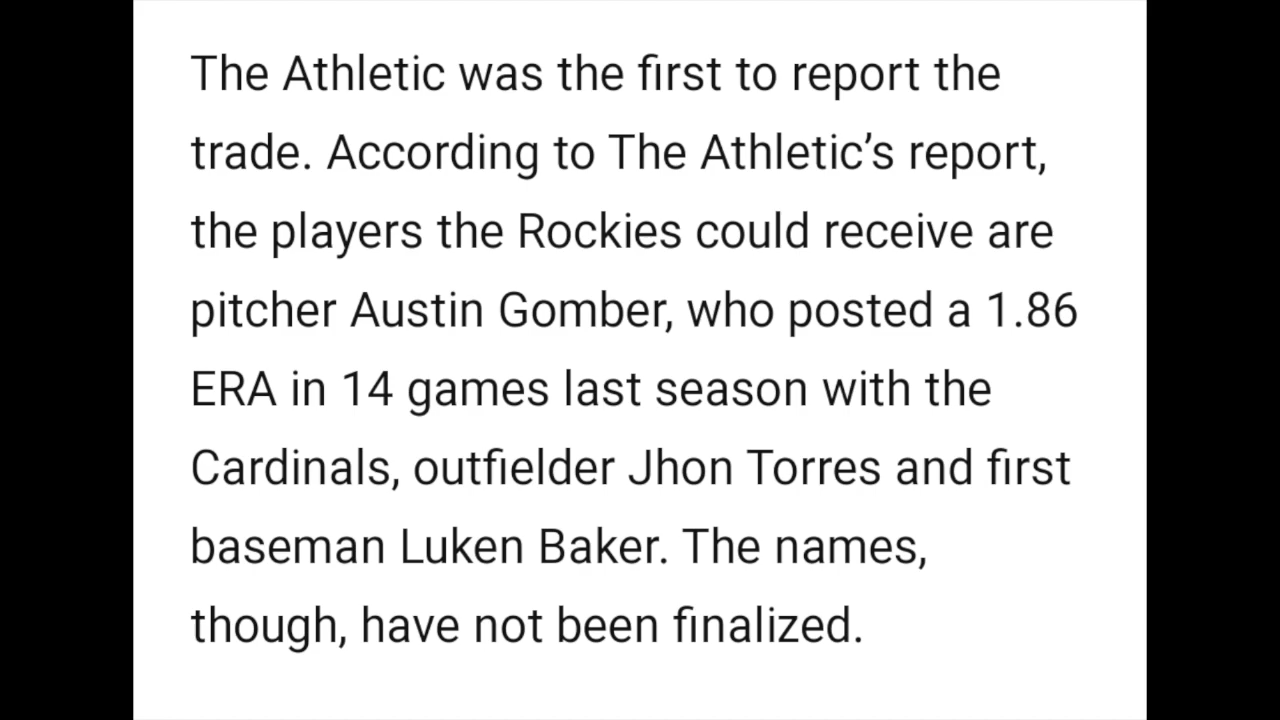 The Athletic was the first to report the
trade. According to The Athletic’s report,
the players the Rockies could receive are
pitcher Austin Gomber, who posted a 1.86
ERA in 14 games last season with the
Cardinals, outfielder Jhon Torres and first
baseman Luken Baker. The names,
though, have not been finalized.